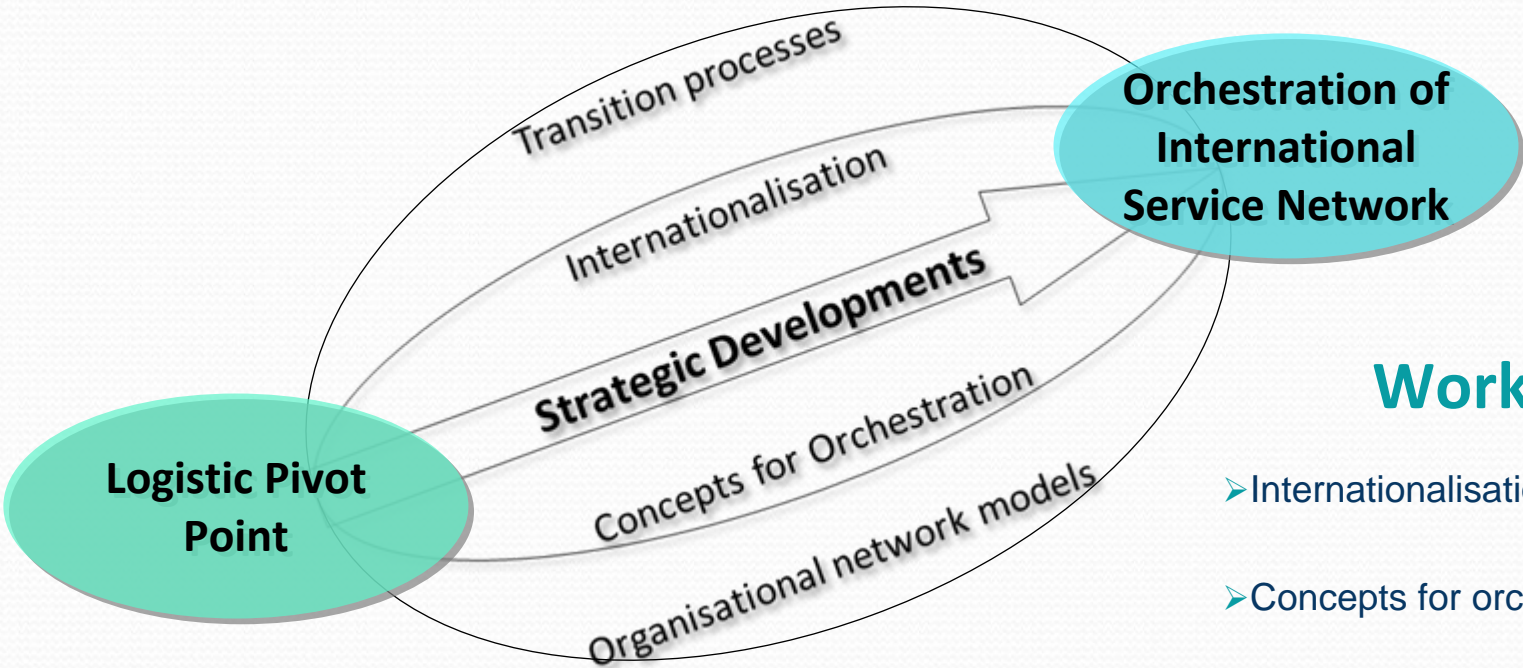 Transition processes
Internationalisation
Strategic Developments
Concepts for Orchestration
Organisational network models
Orchestration of
International
Service Network
Logistic Pivot
Point
Work
➢Internationalisati
➢Concepts for orc